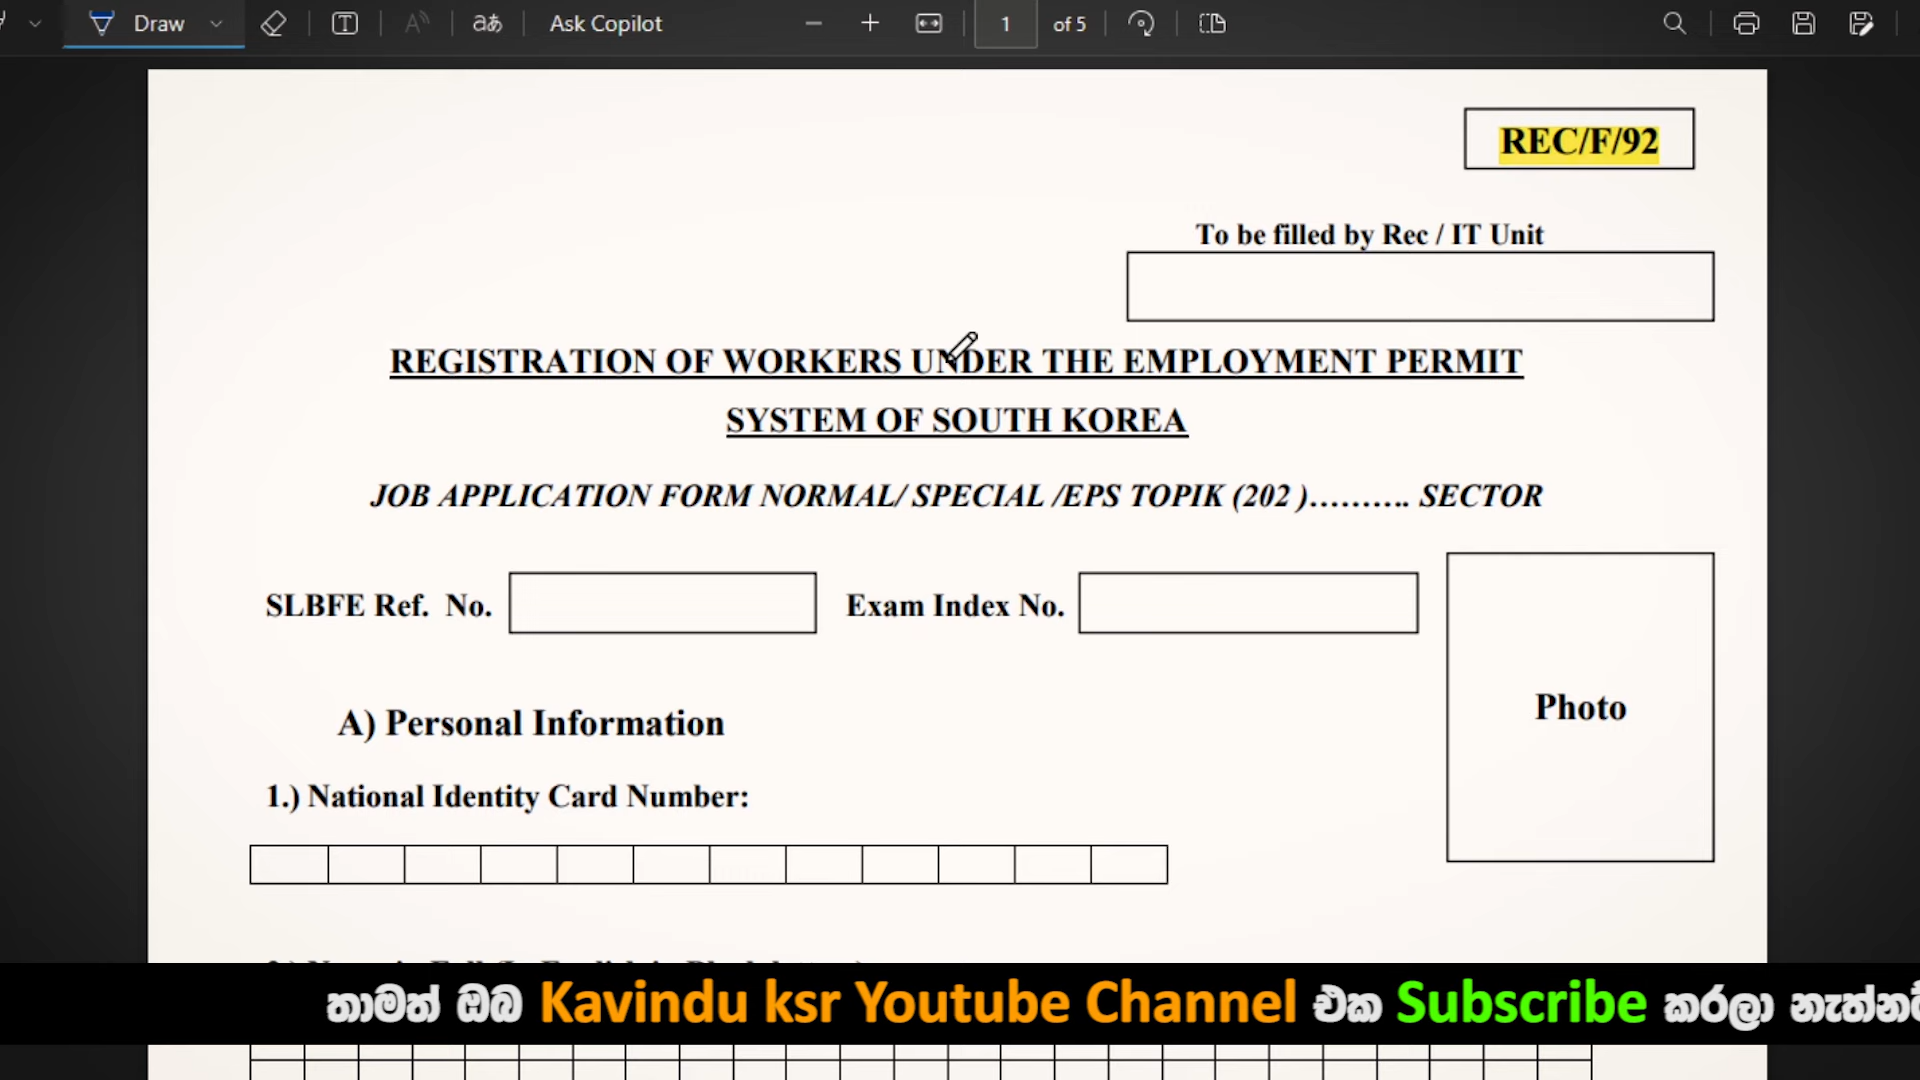 Draw
aあ
Ask Copilot
1 of 5
REC/F/92
To be filled by Rec / IT Unit
REGISTRATION OF WORKERS UNDER THE EMPLOYMENT PERMIT
SYSTEM OF SOUTH KOREA
JOB APPLICATION FORM NORMAL/ SPECIAL /EPS TOPIK (202 ).......... SECTOR
SLBFE Ref. No.
Exam Index No.
Photo
A) Personal Information
1.) National Identity Card Number:
තාමත් ඔබ Kavindu ksr Youtube Channel එක Subscribe කරලා